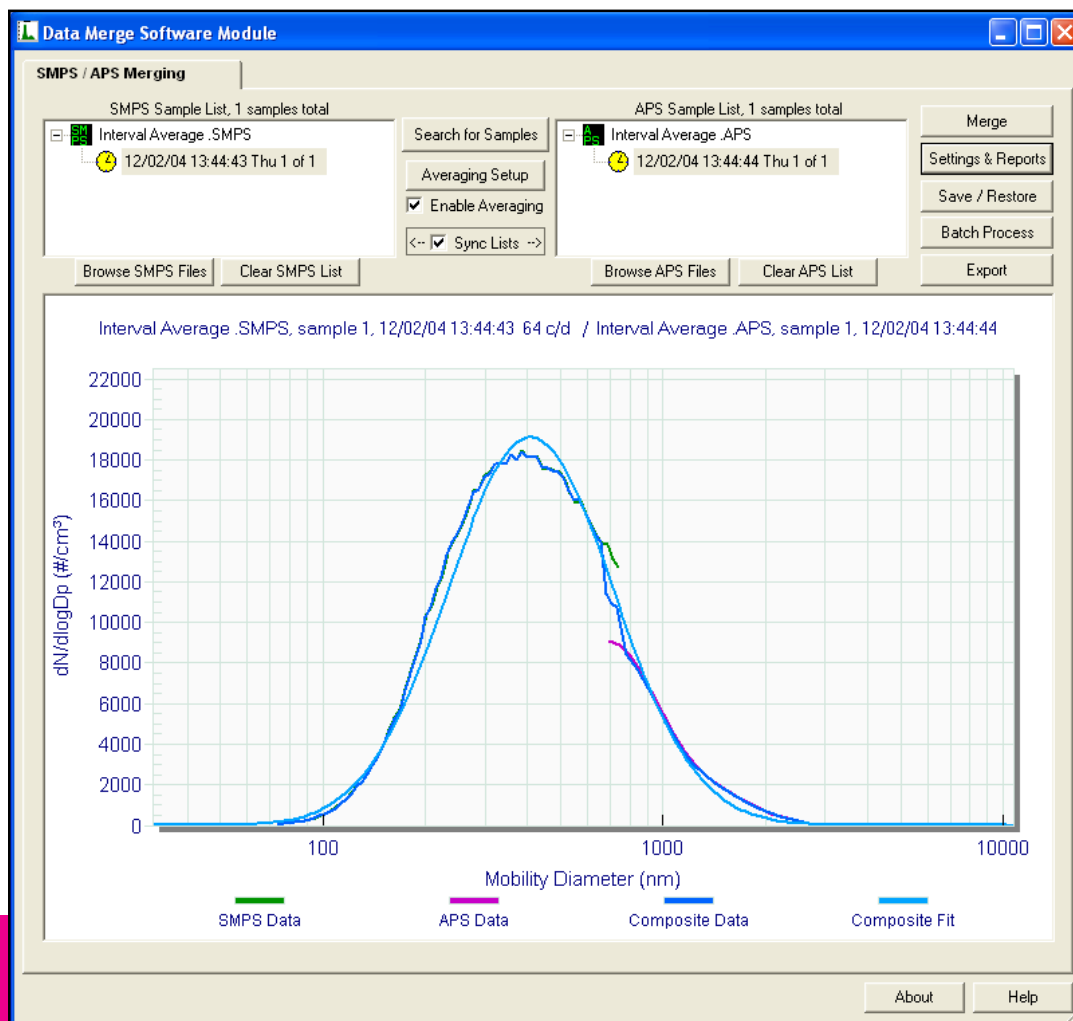 Data Merge Software Module
SMPS / APS Merging
SMPS Sample List, 1 samples total
Interval Average .SMPS
12/02/04 13:44:43 Thu 1 of 1
Browse SMPS Files
Clear SMPS List
Search for Samples
Averaging Setup
Enable Averaging
<-- Sync Lists -->
APS Sample List, 1 samples total
Interval Average .APS
12/02/04 13:44:44 Thu 1 of 1
Browse APS Files
Clear APS List
Merge
Settings & Reports
Save / Restore
Batch Process
Export
Interval Average .SMPS, sample 1, 12/02/04 13:44:43 64 c/d / Interval Average .APS, sample 1, 12/02/04 13:44:44
dN/dlogDp (#/cm³)
22000
20000
18000
16000
14000
12000
10000
8000
6000
4000
2000
0
100 1000 10000
Mobility Diameter (nm)
SMPS Data
APS Data
Composite Data
Composite Fit
About
Help
SMPS
APS